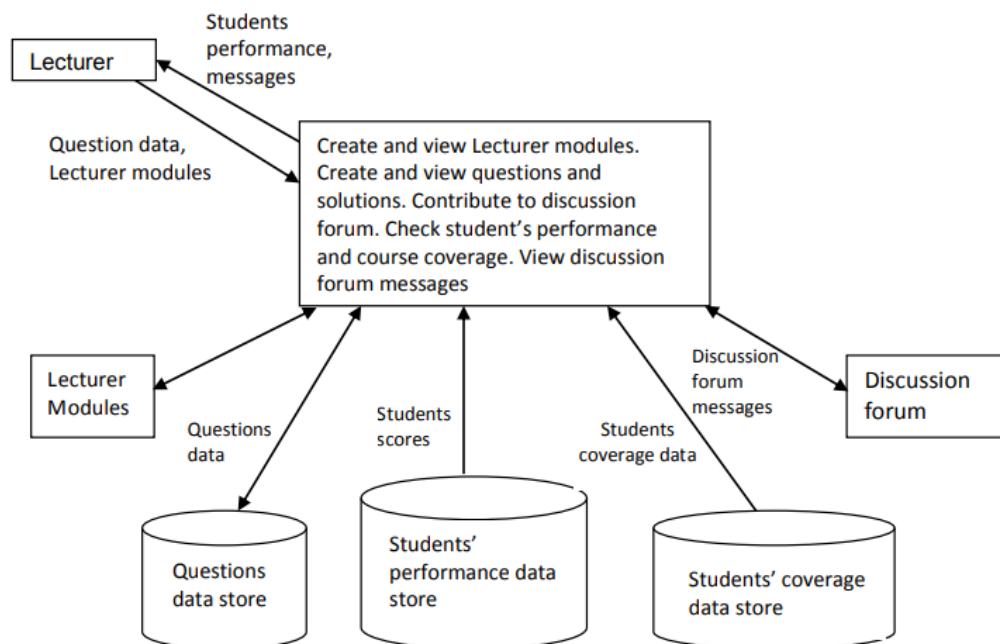 Students
performance,
messages
Lecturer
Question data,
Lecturer modules
Create and view Lecturer modules.
Create and view questions and
solutions. Contribute to discussion
forum. Check student’s performance
and course coverage. View discussion
forum messages
Lecturer
Modules
Questions
data
Students
scores
Students
coverage data
Discussion
forum
messages
Discussion
forum
Questions
data store
Students’
performance data
store
Students’ coverage
data store